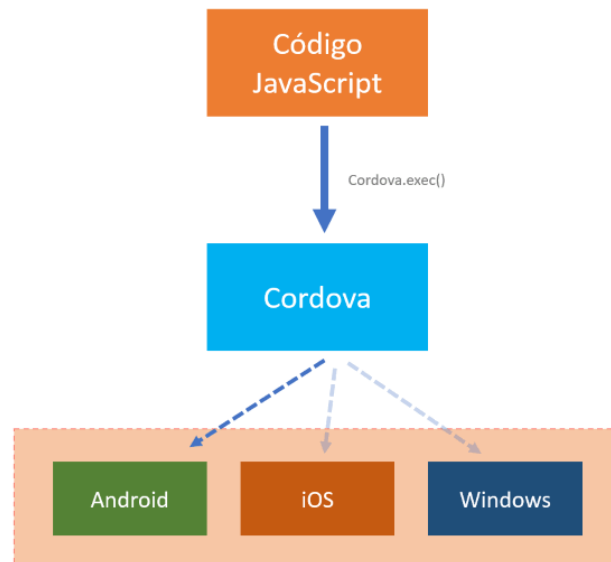 Código
JavaScript
Cordova.exec()
Cordova
Android
iOS
Windows